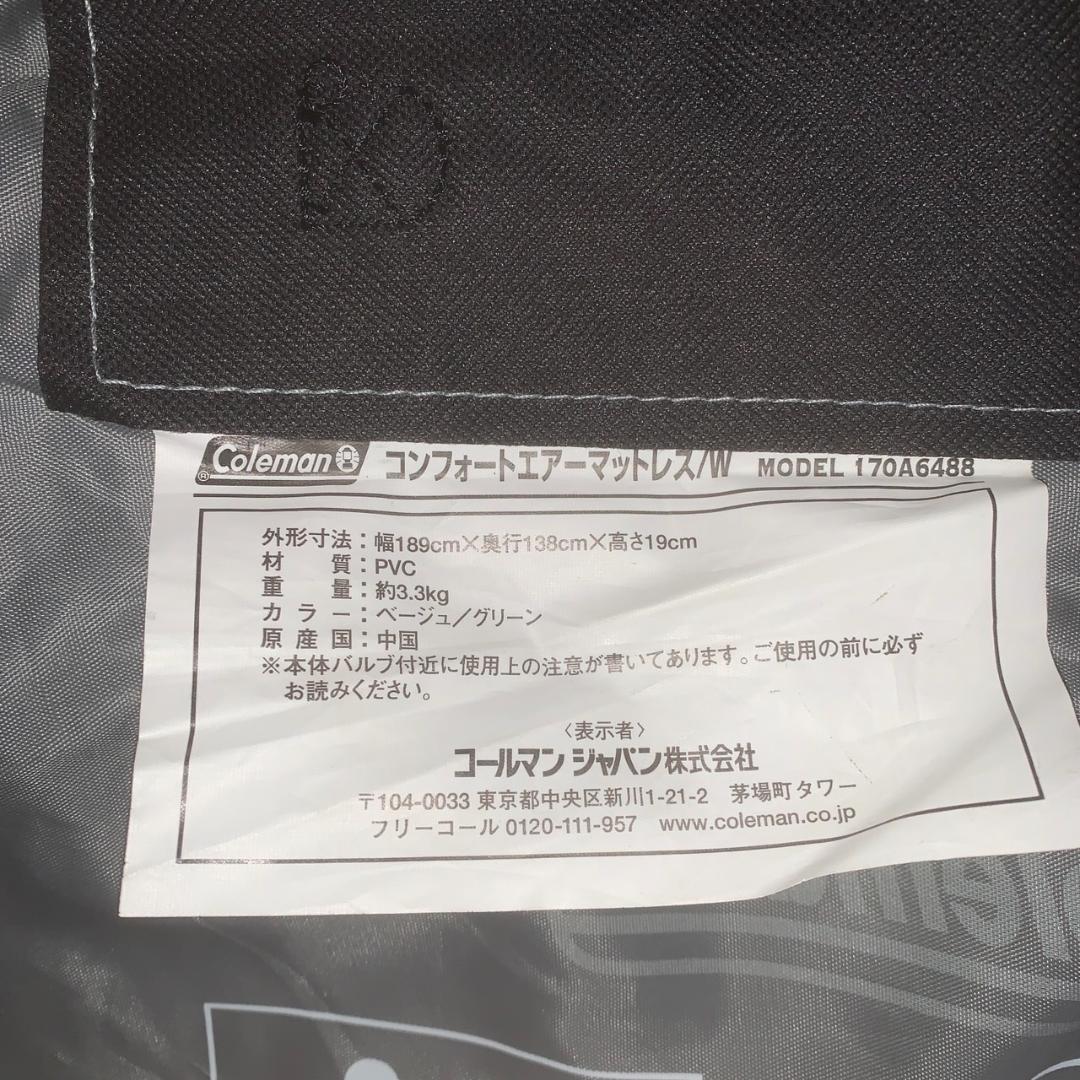 Coleman® コンフォートエアーマットレス/W MODEL 170A6488
外形寸法：幅189cm×奥行138cm×高さ19cm
材質：PVC
重量：約3.3kg
カラー：ベージュ／グリーン
原産国：中国
※本体バルブ付近に使用上の注意が書いてあります。ご使用の前に必ず
お読みください。
〈表示者〉
コールマン ジャパン株式会社
〒104-0033 東京都中央区新川1-21-2 茅場町タワー
フリーコール 0120-111-957 www.coleman.co.jp